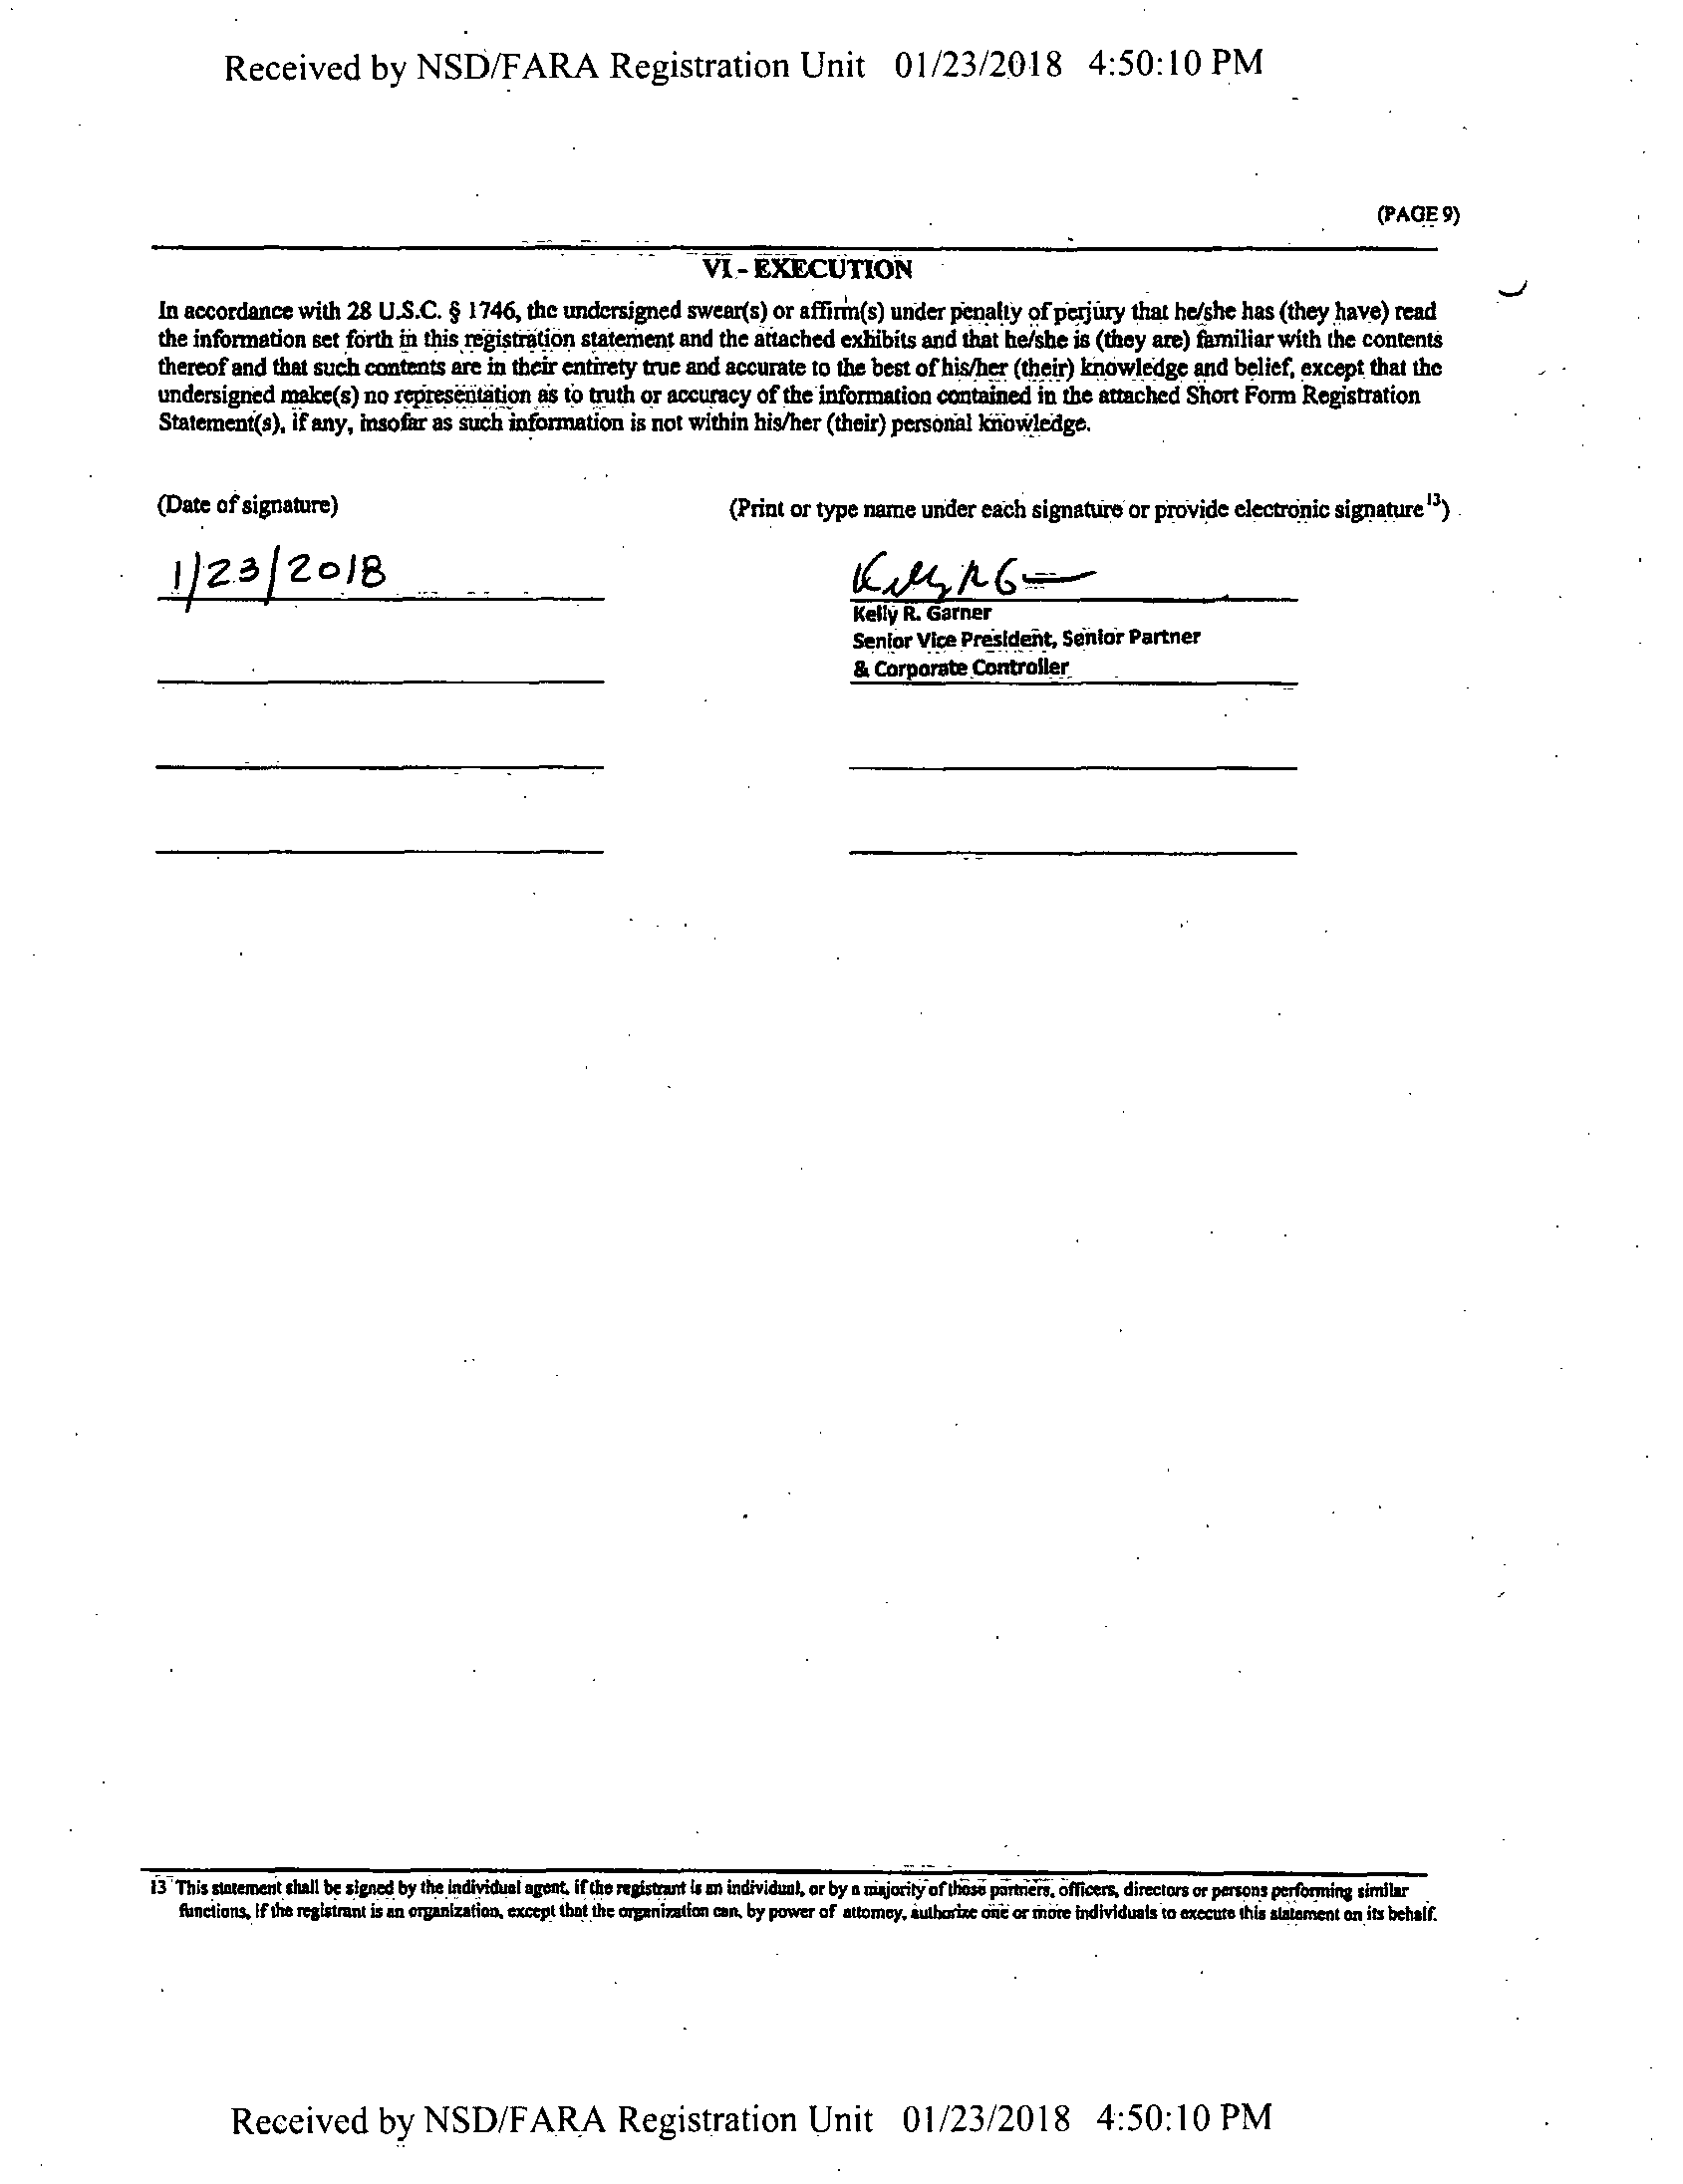 Received by NSD/FARA Registration Unit 01/23/2018 4:50:10 PM
(PAGE 9)
VI - EXECUTION
In accordance with 28 U.S.C. § 1746, the undersigned swear(s) or affirm(s) under penalty of perjury that he/she has (they have) read
the information set forth in this registration statement and the attached exhibits and that he/she is (they are) familiar with the contents
thereof and that such contents are in their entirety true and accurate to the best of his/her (their) knowledge and belief, except that the
undersigned make(s) no representation as to truth or accuracy of the information contained in the attached Short Form Registration
Statement(s), if any, insofar as such information is not within his/her (their) personal knowledge.
(Date of signature)
(Print or type name under each signature or provide electronic signature¹³)
1/23/2018
Kelly R G
Kelly R. Garner
Senior Vice President, Senior Partner
& Corporate Controller
13 This statement shall be signed by the individual agent, if the registrant is an individual, or by a majority of those partners, officers, directors or persons performing similar
functions, if the registrant is an organization, except that the organization can, by power of attorney, authorize one or more individuals to execute this statement on its behalf.
Received by NSD/FARA Registration Unit 01/23/2018 4:50:10 PM